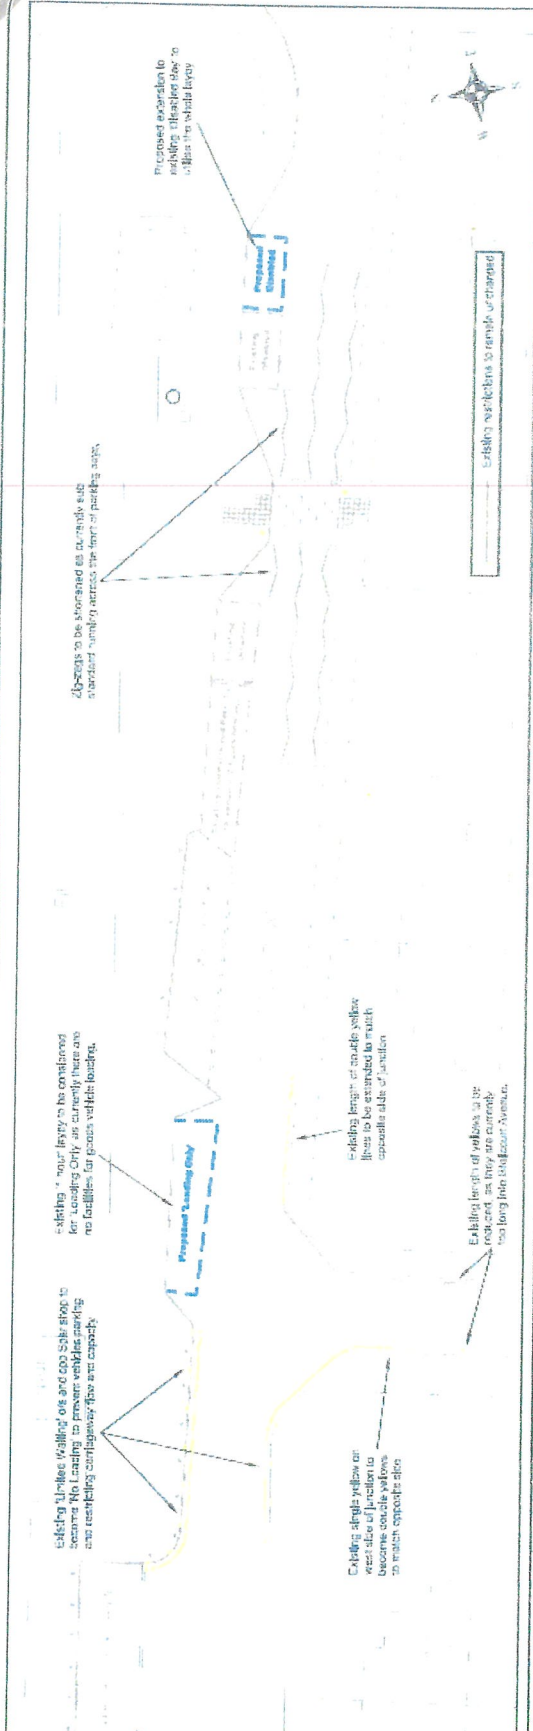 Existing 'Limited Waiting' o/s and opp Solar shop to
become 'No Loading' to prevent vehicles parking
and restricting carriageway flow and capacity
Existing 1 hour layby to be considered
for 'Loading Only' as currently there are
no facilities for goods vehicle loading.
Zig-zags to be shortened as currently sub
standard running across the front of parking bays.
Proposed extension to
existing Disabled Bay to
utilise the whole layby
Proposed 'Loading Only'
Existing
Proposed
Disabled
Existing single yellow on
west side of junction to
become double yellows
to match opposite side
Existing length of double yellow
lines to be extended to match
opposite side of junction
Existing length of yellows to be
reduced, as they are currently
too long into Avenue.
Existing restrictions to remain unchanged